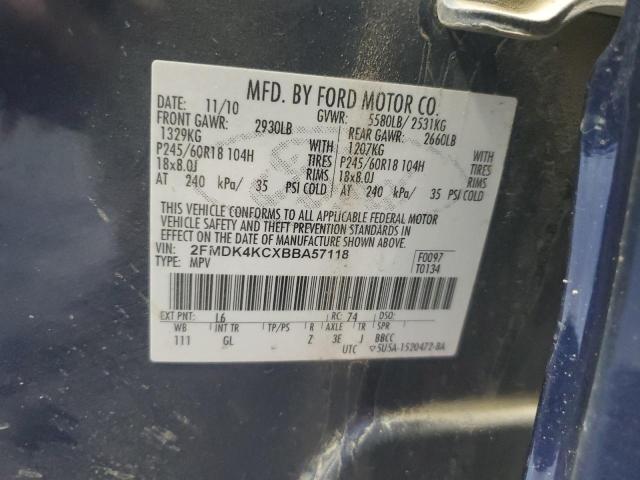 MFD. BY FORD MOTOR CO.
DATE: 11/10 GVWR: 5580LB/2531KG
FRONT GAWR: 2930LB REAR GAWR: 2660LB
1329KG WITH 1207KG WITH
P245/60R18 104H TIRES P245/60R18 104H TIRES
18x8.0J RIMS 18x8.0J RIMS
AT 240 kPa/ 35 PSI COLD AT 240 kPa/ 35 PSI COLD
THIS VEHICLE CONFORMS TO ALL APPLICABLE FEDERAL MOTOR
VEHICLE SAFETY AND THEFT PREVENTION STANDARDS IN
EFFECT ON THE DATE OF MANUFACTURE SHOWN ABOVE.
VIN: 2FMDK4KCXBBA57118 F0097
TYPE: MPV T0134
EXT PNT: L6 RC: 74 DSO:
WB INT TR TP/PS R AXLE TR SPR
111 GL Z 3E J BBCC
UTC ▽5U5A-1520472-BA